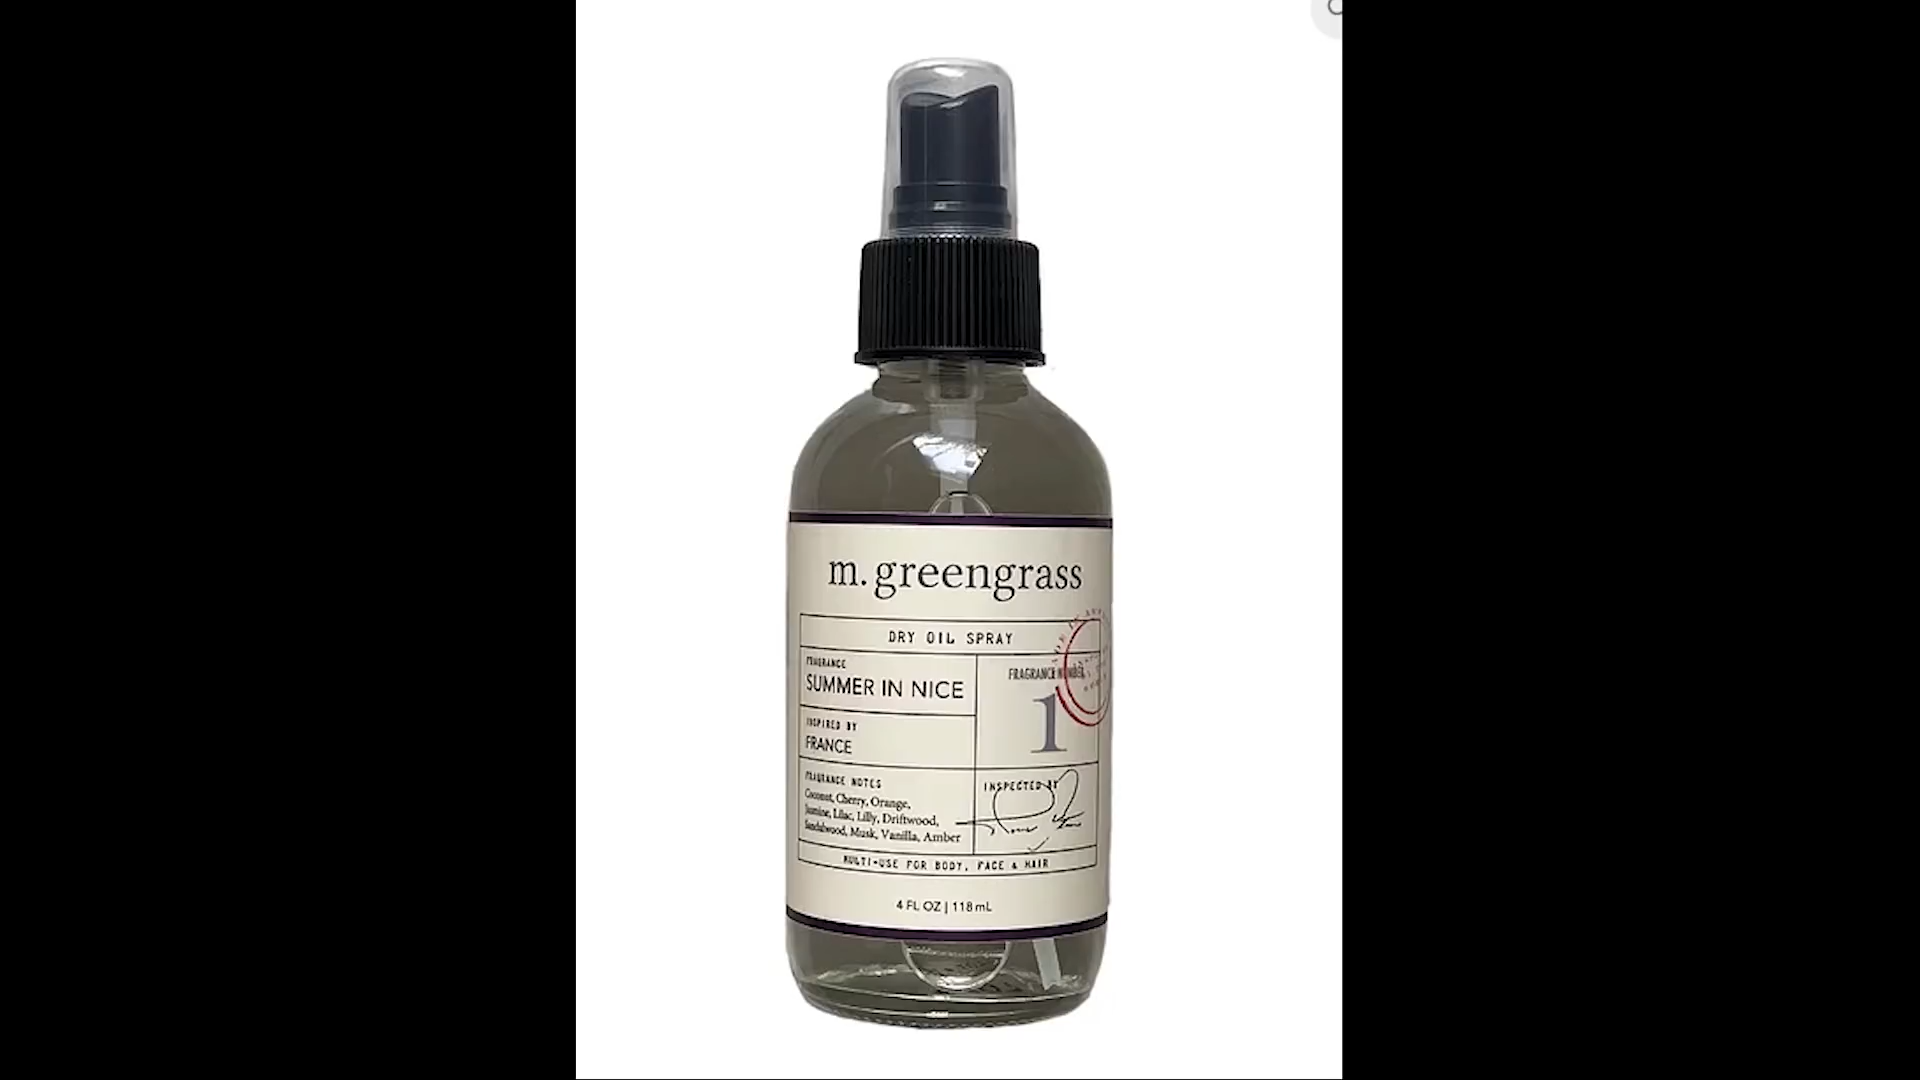 m. greengrass
DRY OIL SPRAY
FRAGRANCE
SUMMER IN NICE
FRAGRANCE NUMBER
1
INSPIRED BY
FRANCE
FRAGRANCE NOTES
Coconut, Cherry, Orange,
Jasmine, Lilac, Lilly, Driftwood,
Sandalwood, Musk, Vanilla, Amber
INSPECTED BY
MULTI-USE FOR BODY, FACE & HAIR
4 FL OZ | 118 mL